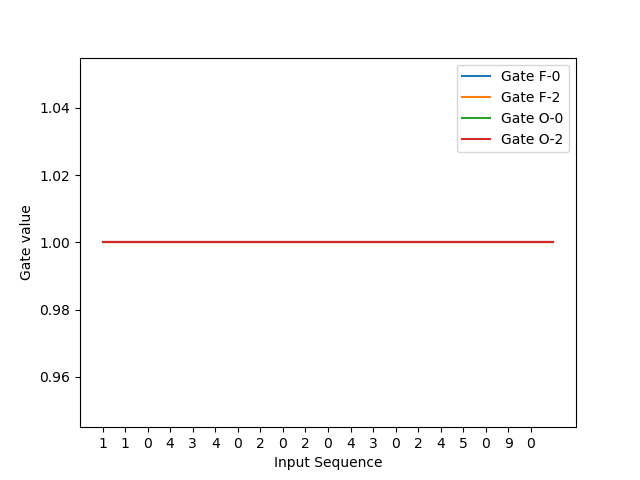 Gate F-0
Gate F-2
Gate O-0
Gate O-2
1.04
1.02
1.00
0.98
0.96
Gate value
1 1 0 4 3 4 0 2 0 2 0 4 3 0 2 4 5 0 9 0
Input Sequence